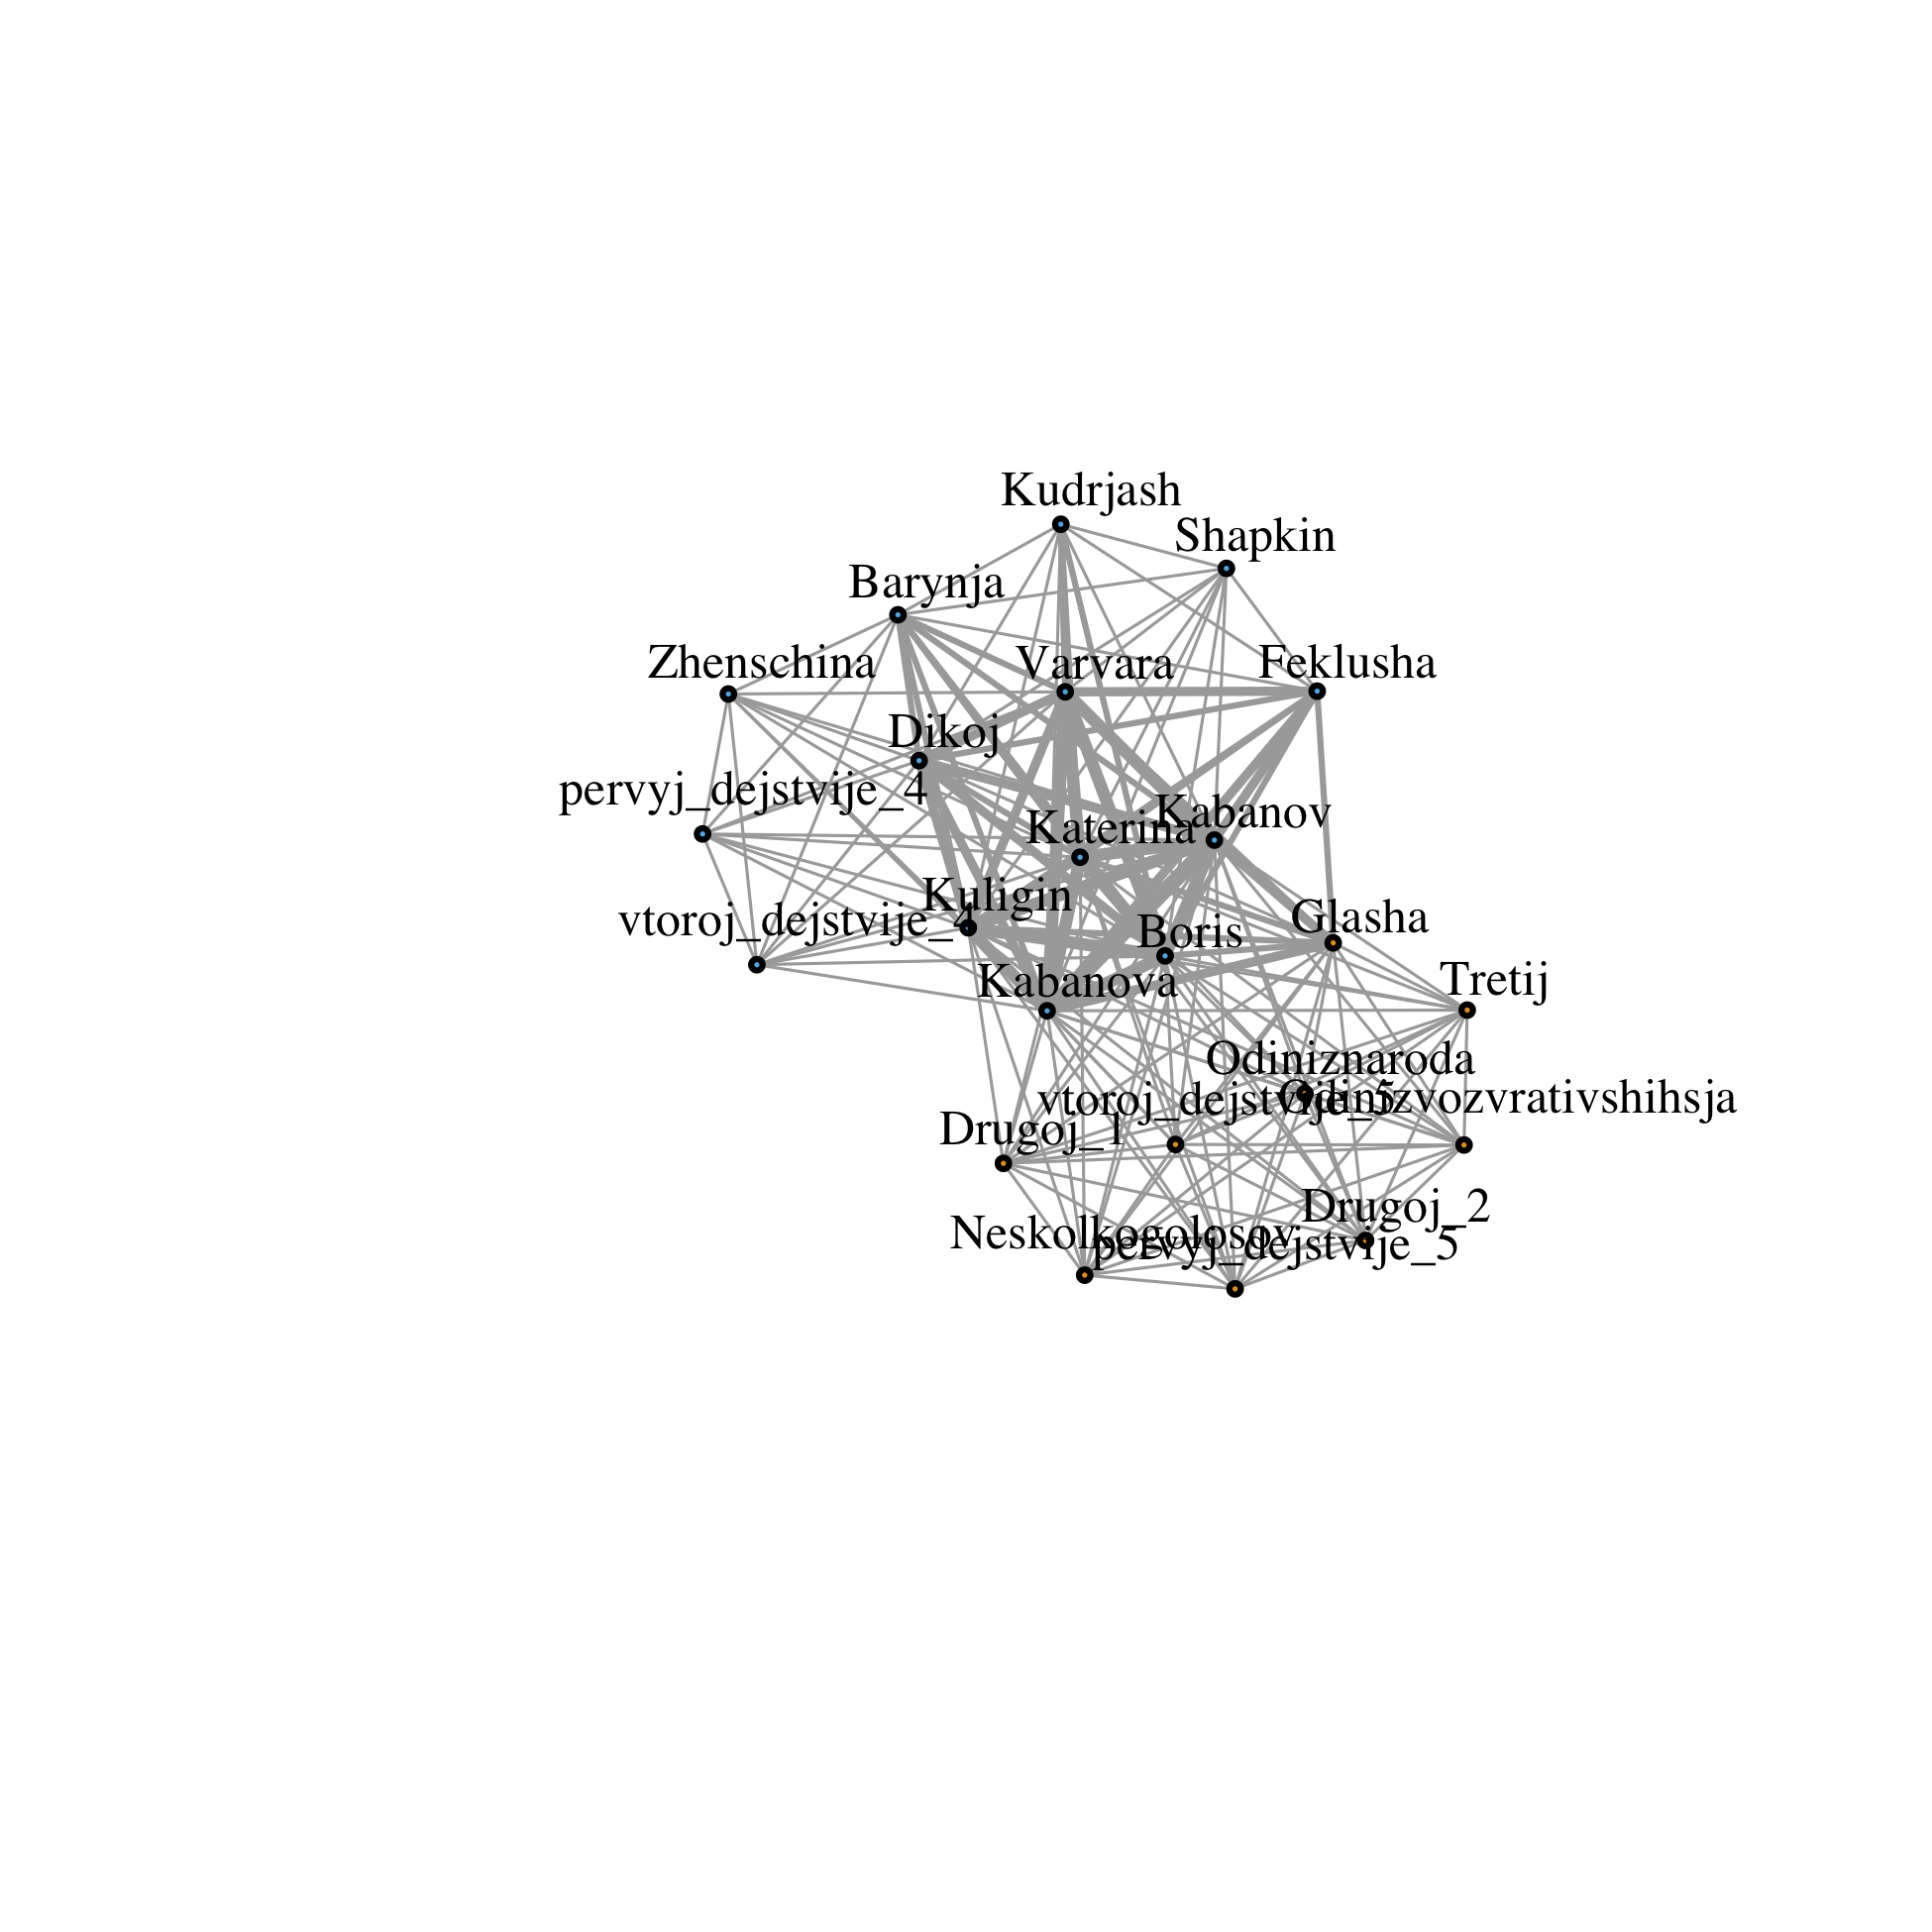 Kudrjash
Shapkin
Barynja
Zhenschina
Varvara
Feklusha
Dikoj
pervyj_dejstvije_4
Kabanov
Katerina
Kuligin
vtoroj_dejstvije_4
Glasha
Boris
Kabanova
Tretij
Odiniznaroda
vtoroj_dejstvije_5
Odinizvozvrativshihsja
Drugoj_1
Drugoj_2
Neskolkogolosov
pervyj_dejstvije_5